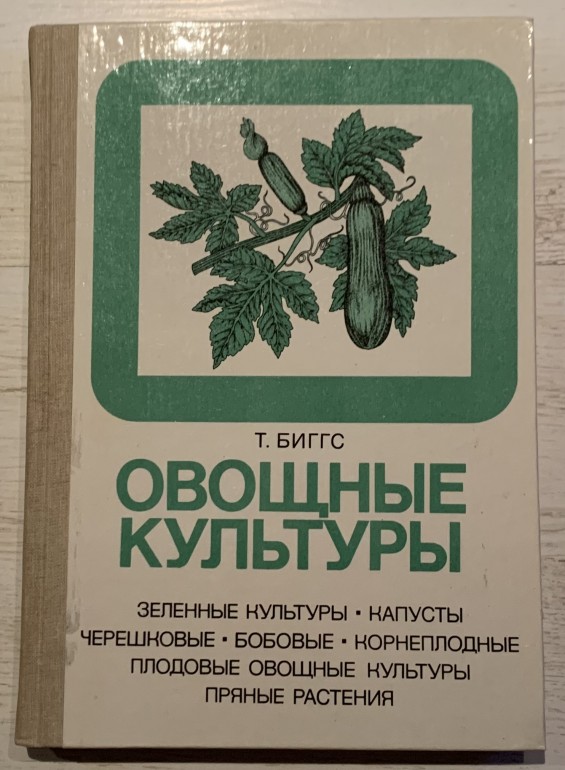 Т. БИГГС
ОВОЩНЫЕ
КУЛЬТУРЫ
ЗЕЛЕННЫЕ КУЛЬТУРЫ ▪ КАПУСТЫ
ЧЕРЕШКОВЫЕ ▪ БОБОВЫЕ ▪ КОРНЕПЛОДНЫЕ
ПЛОДОВЫЕ ОВОЩНЫЕ КУЛЬТУРЫ
ПРЯНЫЕ РАСТЕНИЯ